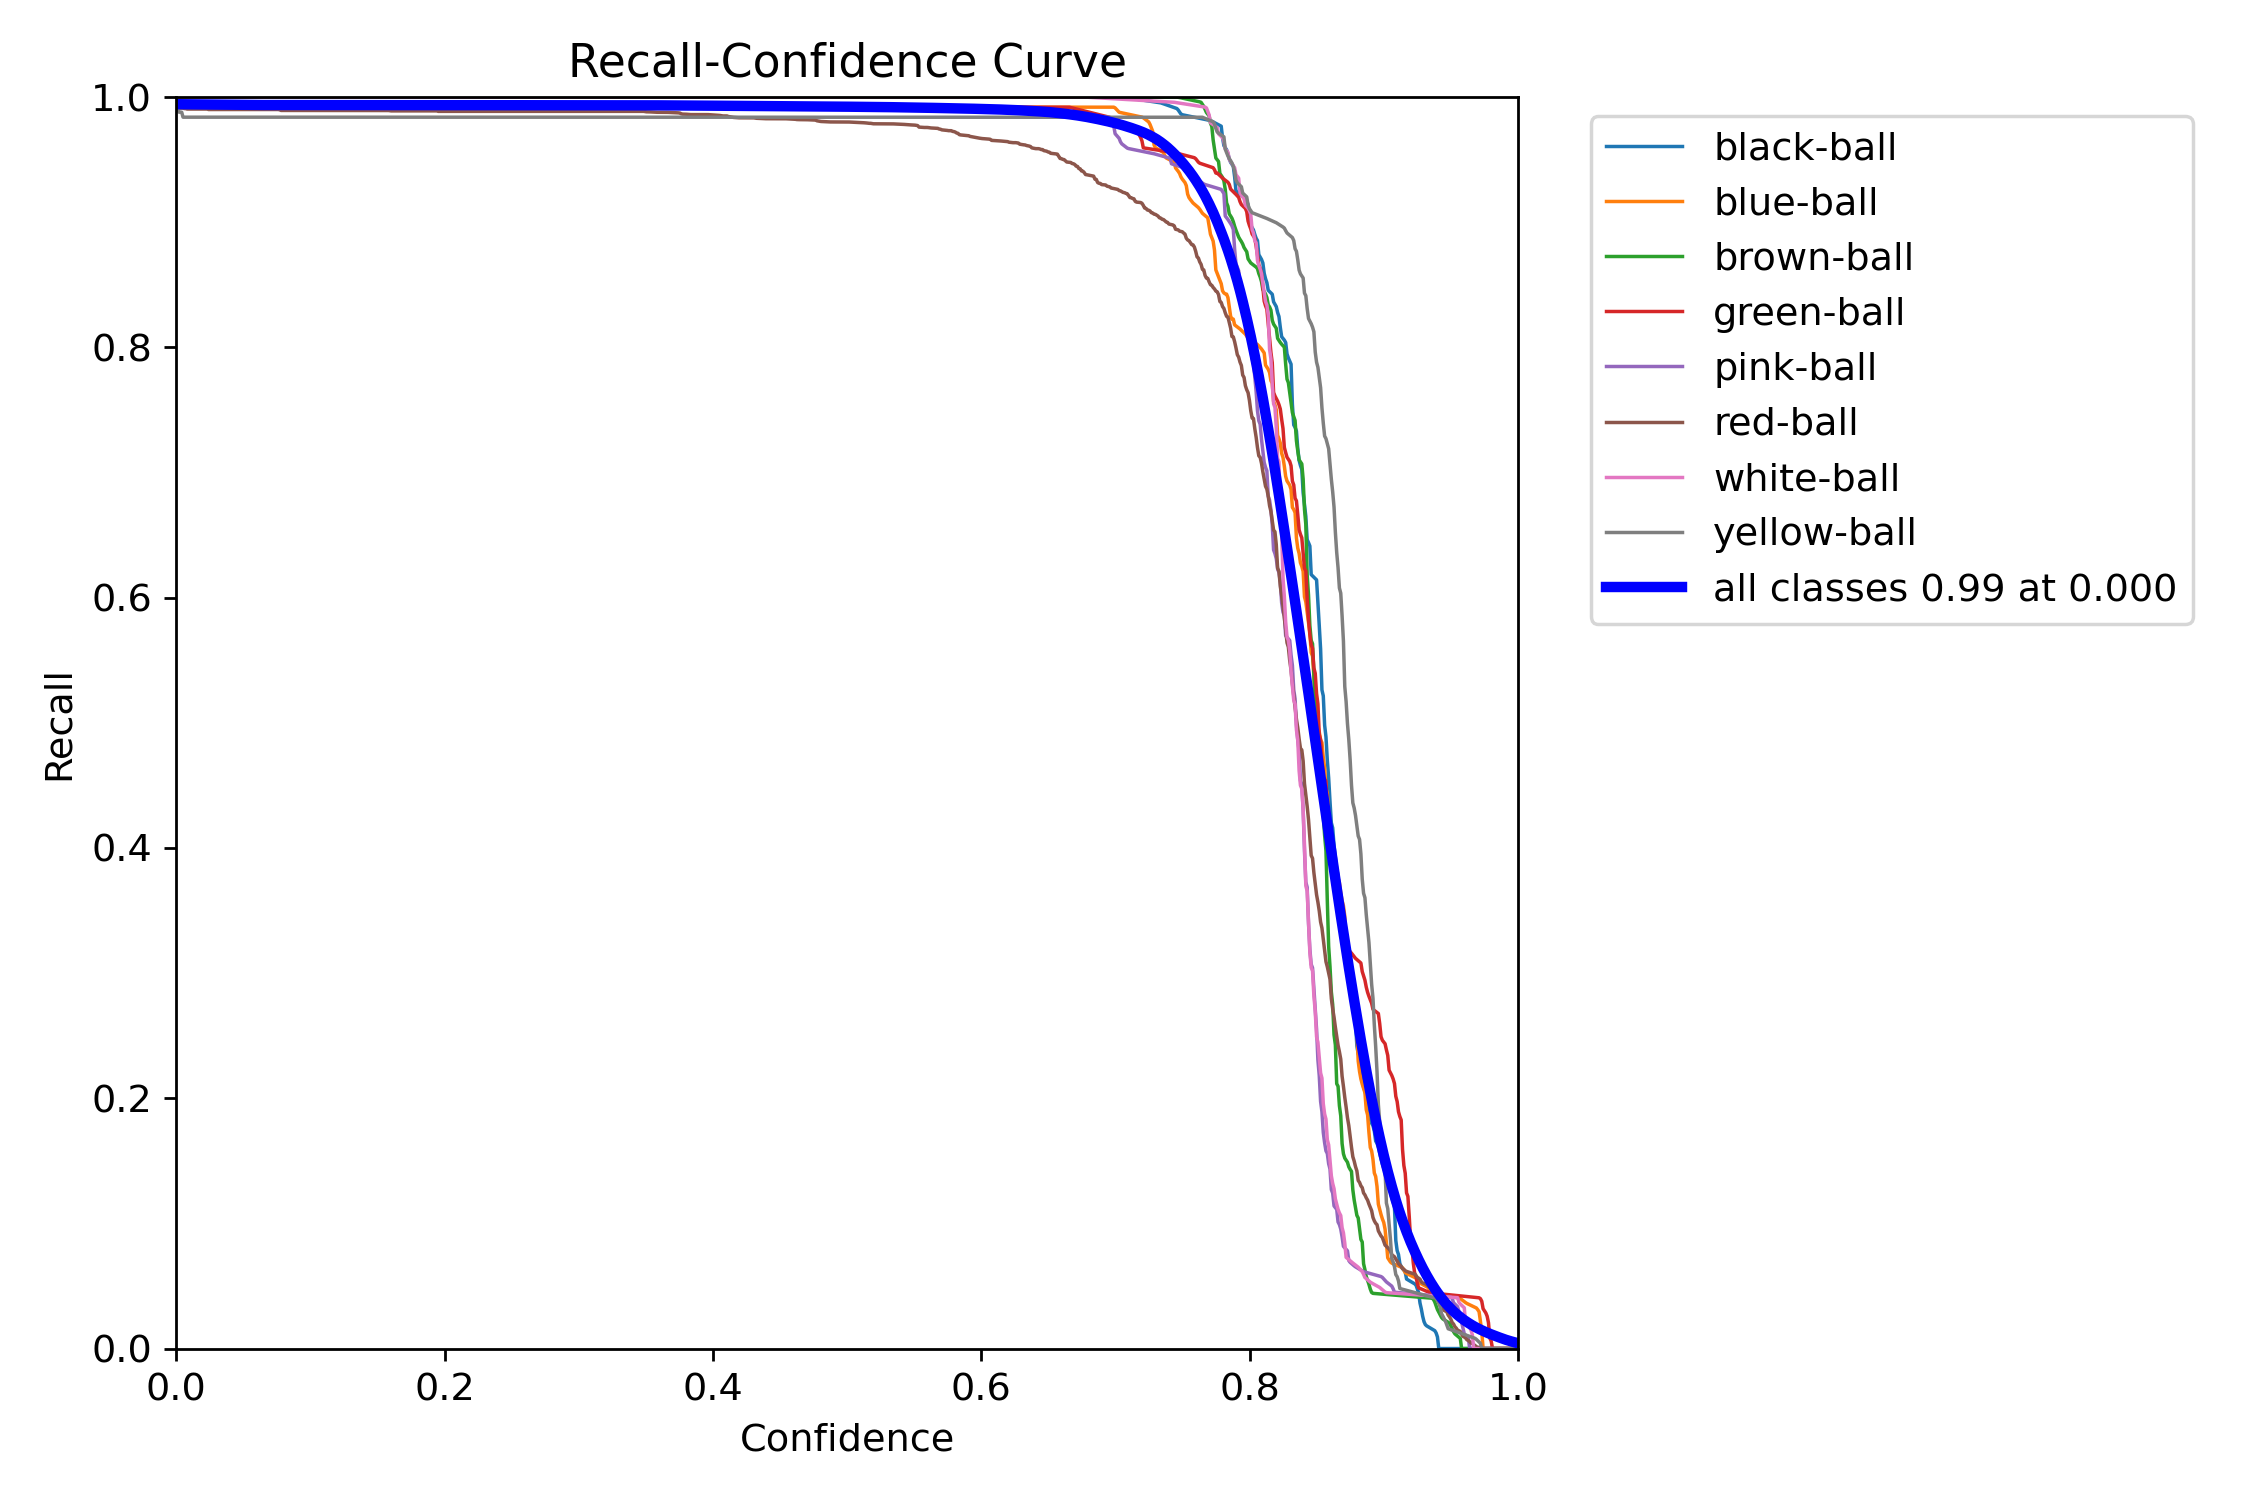 Recall-Confidence Curve
1.0
0.8
0.6
0.4
0.2
0.0
Recall
0.0 0.2 0.4 0.6 0.8 1.0
Confidence
black-ball
blue-ball
brown-ball
green-ball
pink-ball
red-ball
white-ball
yellow-ball
all classes 0.99 at 0.000